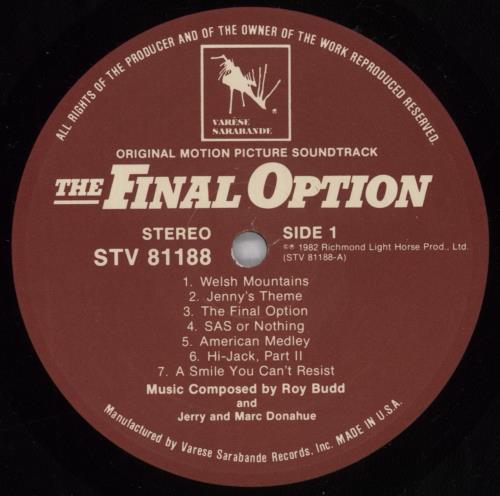 ALL RIGHTS OF THE PRODUCER AND OF THE OWNER OF THE WORK REPRODUCED RESERVED.
VARÈSE
SARABANDE
®
ORIGINAL MOTION PICTURE SOUNDTRACK
THE FINAL OPTION
STEREO
STV 81188
SIDE 1
©℗ 1982 Richmond Light Horse Prod., Ltd.
(STV 81188-A)
1. Welsh Mountains
2. Jenny's Theme
3. The Final Option
4. SAS or Nothing
5. American Medley
6. Hi-Jack, Part II
7. A Smile You Can't Resist
Music Composed by Roy Budd
and
Jerry and Marc Donahue
Manufactured by Varese Sarabande Records, Inc. MADE IN U.S.A.